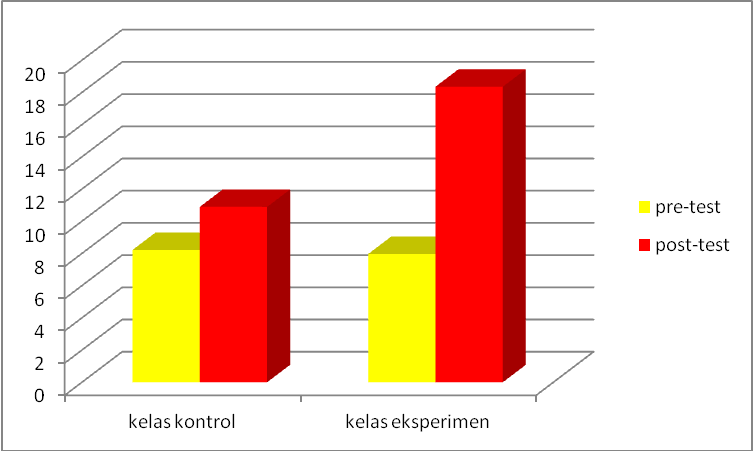 20
18
16
14
12
10
8
6
4
2
0
kelas kontrol
kelas eksperimen
pre-test
post-test